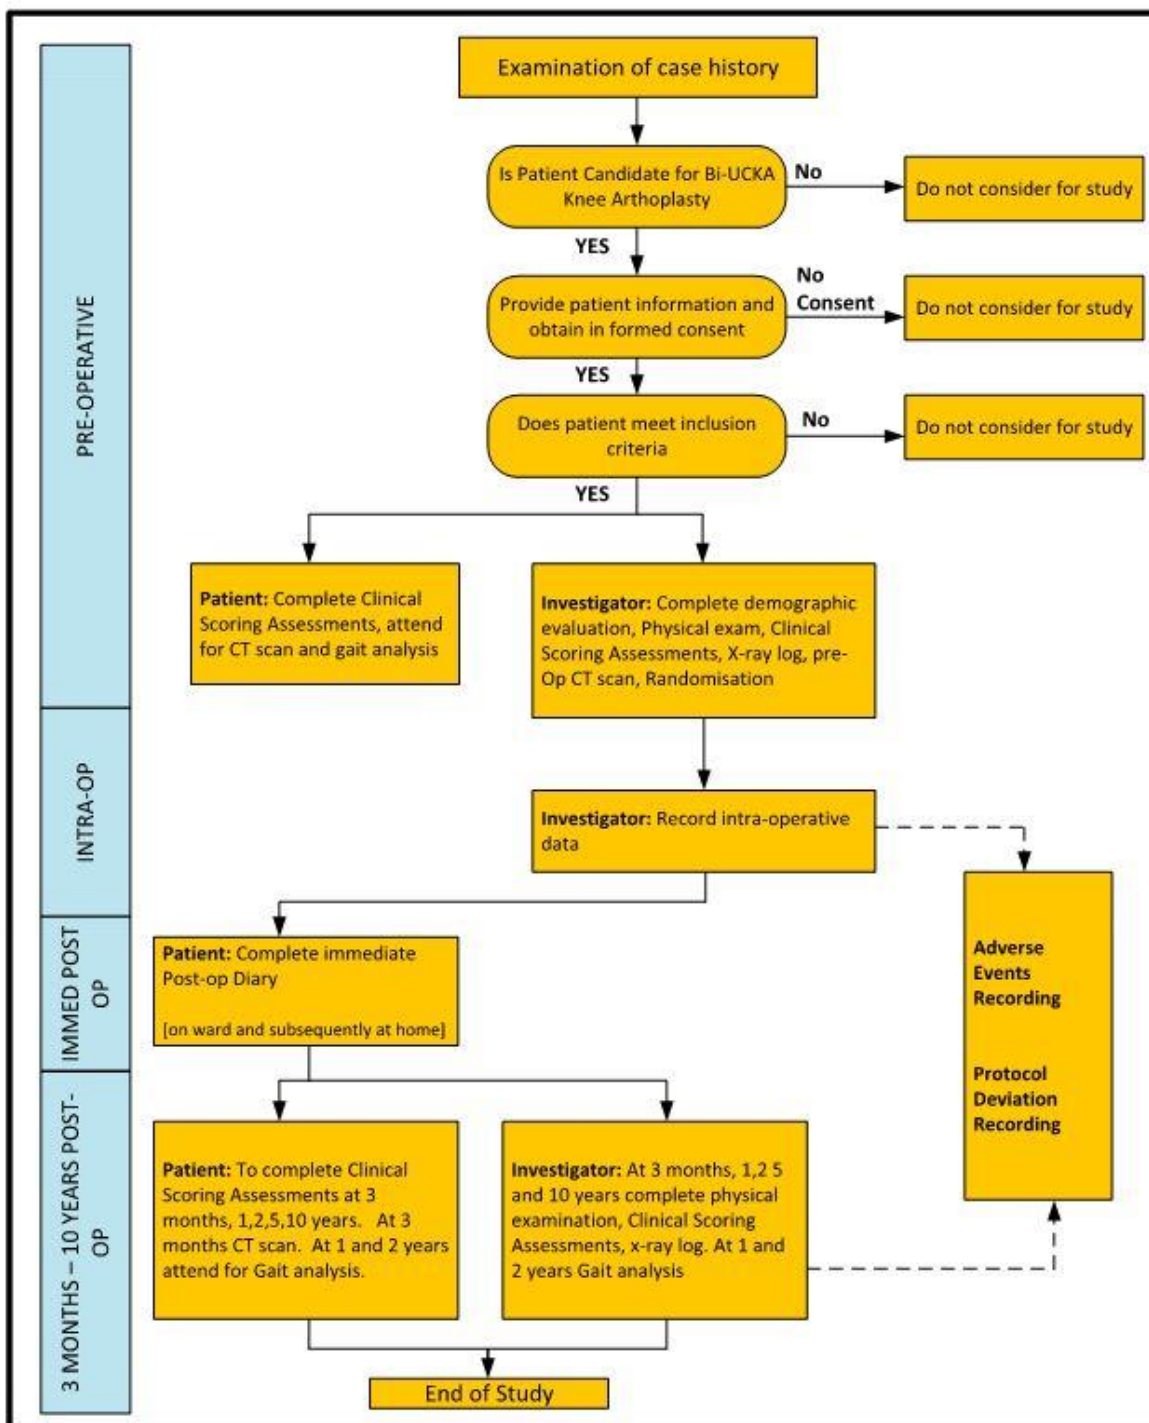 Examination of case history
Is Patient Candidate for Bi-UCKA
Knee Arthoplasty
No
Do not consider for study
YES
Provide patient information and
obtain in formed consent
No
Consent
Do not consider for study
YES
Does patient meet inclusion
criteria
No
Do not consider for study
YES
PRE-OPERATIVE
Patient: Complete Clinical
Scoring Assessments, attend
for CT scan and gait analysis
Investigator: Complete demographic
evaluation, Physical exam, Clinical
Scoring Assessments, X-ray log, pre-
Op CT scan, Randomisation
INTRA-OP
Investigator: Record intra-operative
data
IMMED POST
OP
Patient: Complete immediate
Post-op Diary
[on ward and subsequently at home]
Adverse
Events
Recording
Protocol
Deviation
Recording
3 MONTHS – 10 YEARS POST-
OP
Patient: To complete Clinical
Scoring Assessments at 3
months, 1,2,5,10 years. At 3
months CT scan. At 1 and 2 years
attend for Gait analysis.
Investigator: At 3 months, 1,2 5
and 10 years complete physical
examination, Clinical Scoring
Assessments, x-ray log. At 1 and
2 years Gait analysis
End of Study